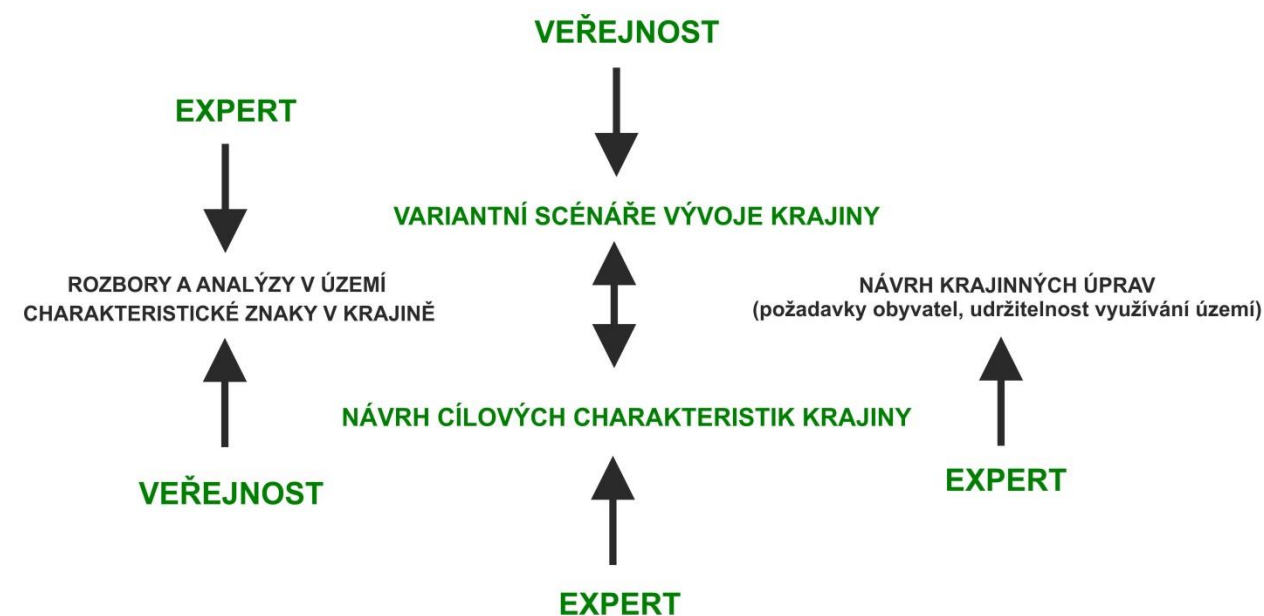 VEŘEJNOST
EXPERT
VARIANTNÍ SCÉNÁŘE VÝVOJE KRAJINY
ROZBORY A ANALÝZY V ÚZEMÍ
CHARAKTERISTICKÉ ZNAKY V KRAJINĚ
NÁVRH KRAJINNÝCH ÚPRAV
(požadavky obyvatel, udržitelnost využívání území)
NÁVRH CÍLOVÝCH CHARAKTERISTIK KRAJINY
VEŘEJNOST
EXPERT
EXPERT